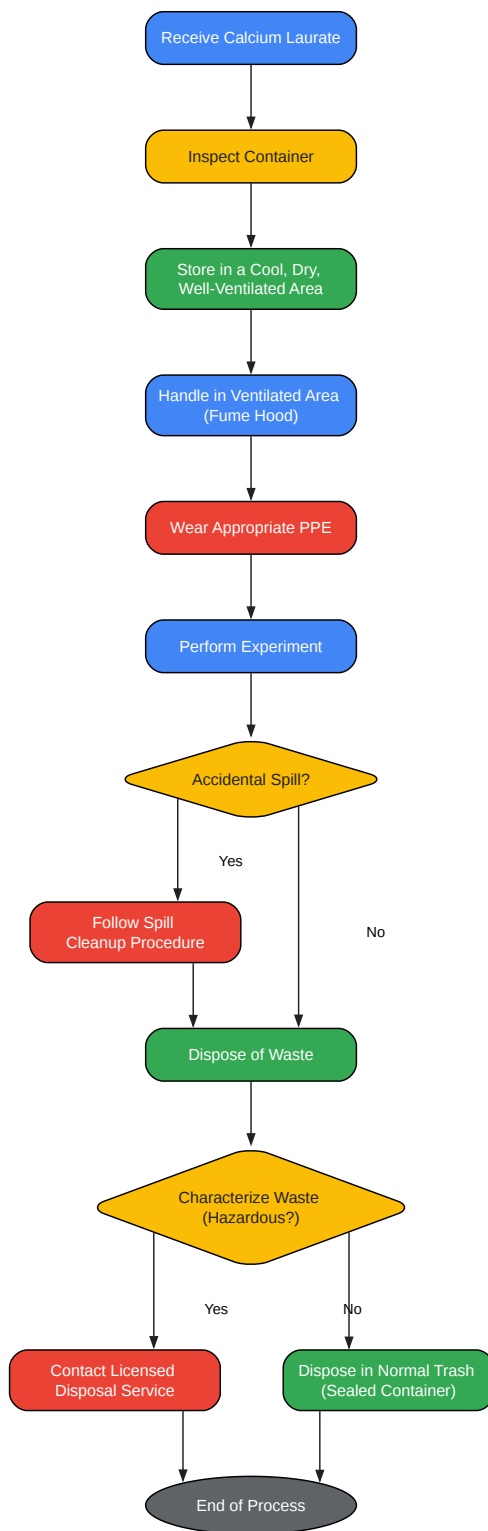 Receive Calcium Laurate
Inspect Container
Store in a Cool, Dry,
Well-Ventilated Area
Handle in Ventilated Area
(Fume Hood)
Wear Appropriate PPE
Perform Experiment
Accidental Spill?
Yes
Follow Spill
Cleanup Procedure
No
Dispose of Waste
Characterize Waste
(Hazardous?)
Yes
No
Contact Licensed
Disposal Service
Dispose in Normal Trash
(Sealed Container)
End of Process